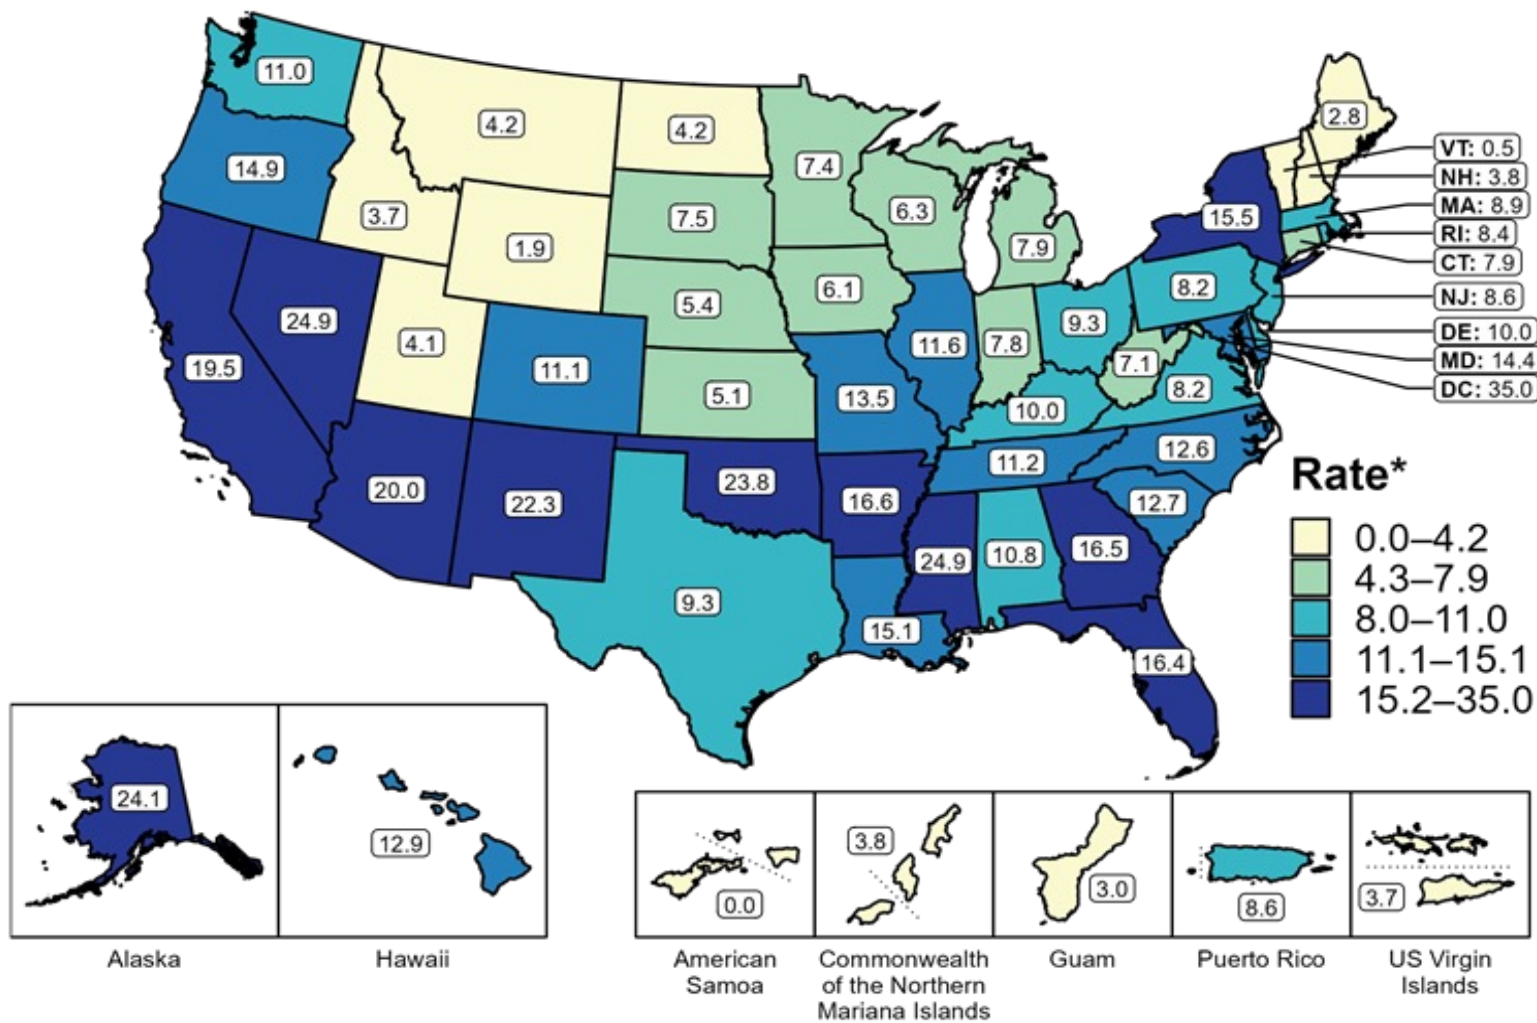 11.0
4.2
4.2
2.8
VT: 0.5
NH: 3.8
MA: 8.9
RI: 8.4
CT: 7.9
NJ: 8.6
DE: 10.0
MD: 14.4
DC: 35.0
14.9
3.7
1.9
7.5
7.4
6.3
7.9
15.5
24.9
4.1
5.4
6.1
9.3
8.2
19.5
11.1
5.1
13.5
11.6
7.8
7.1
8.2
10.0
20.0
22.3
23.8
16.6
11.2
12.6
12.7
9.3
15.1
24.9
10.8
16.5
16.4
Rate*
0.0–4.2
4.3–7.9
8.0–11.0
11.1–15.1
15.2–35.0
24.1
12.9
0.0
3.8
3.0
8.6
3.7
Alaska
Hawaii
American
Samoa
Commonwealth
of the Northern
Mariana Islands
Guam
Puerto Rico
US Virgin
Islands